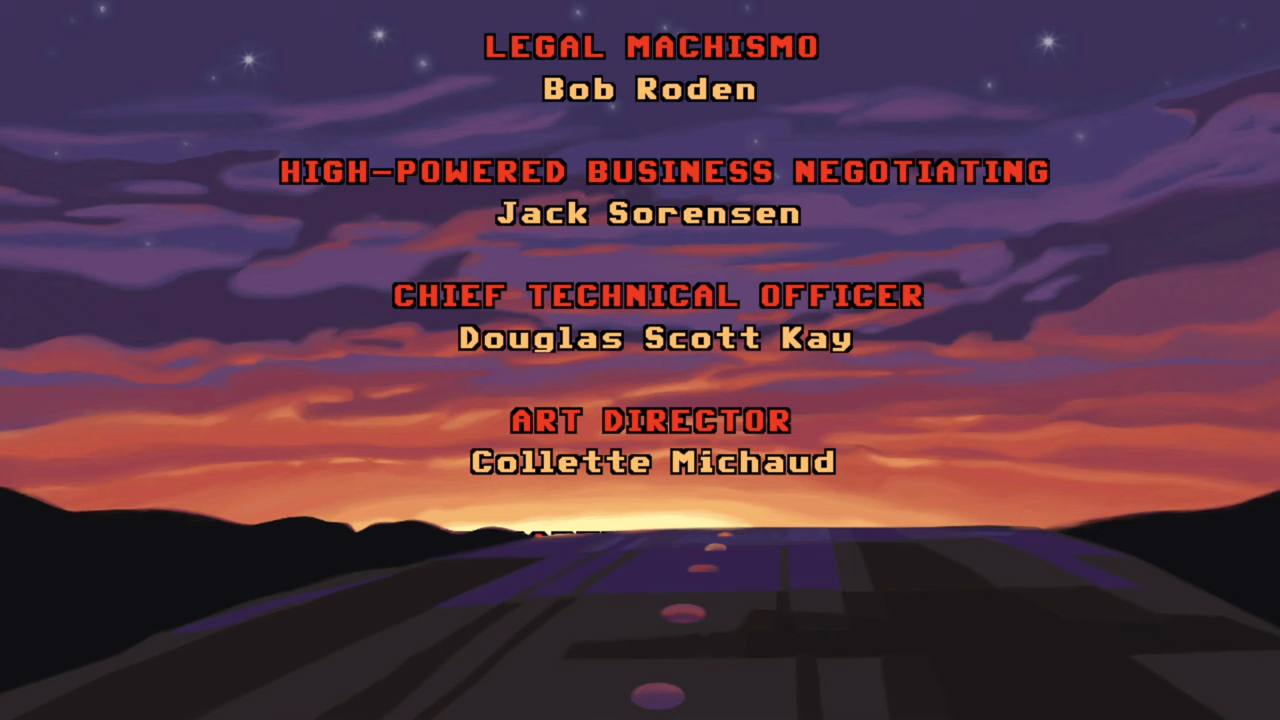 LEGAL MACHISMO
Bob Roden
HIGH-POWERED BUSINESS NEGOTIATING
Jack Sorensen
CHIEF TECHNICAL OFFICER
Douglas Scott Kay
ART DIRECTOR
Collette Michaud